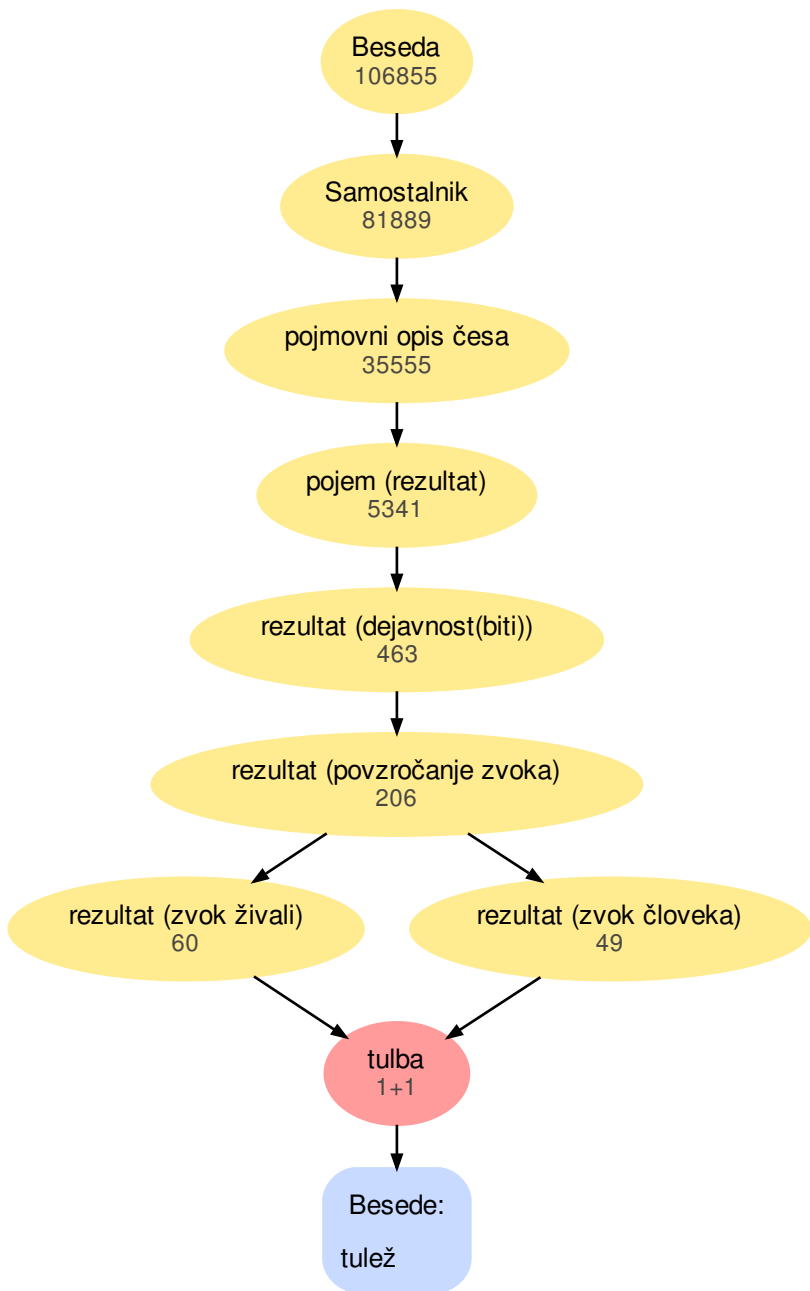 Beseda
106855
Samostalnik
81889
pojmovni opis česa
35555
pojem (rezultat)
5341
rezultat (dejavnost(biti))
463
rezultat (povzročanje zvoka)
206
rezultat (zvok živali)
60
rezultat (zvok človeka)
49
tulba
1+1
Besede:
tulež